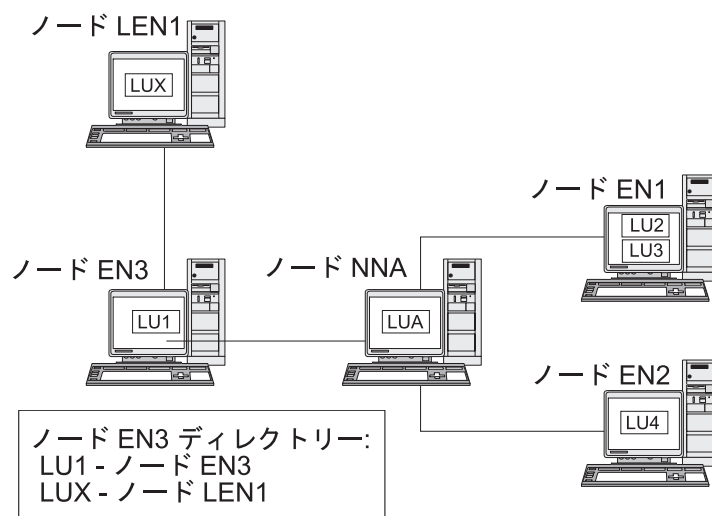 ノード LEN1
LUX
ノード EN1
LU2
LU3
ノード EN3
ノード NNA
LU1
LUA
ノード EN2
LU4
ノード EN3 ディレクトリー:
LU1 - ノード EN3
LUX - ノード LEN1